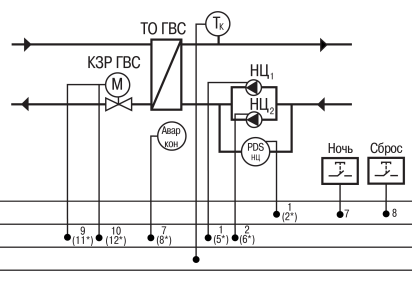 ТО ГВС
Тк
КЗР ГВС
М
НЦ1
НЦ2
Авар
кон
PDS
нц
Ночь
Сброс
1
(2*)
7
8
9
(11*)
10
(12*)
7
(8*)
1
(5*)
2
(6*)